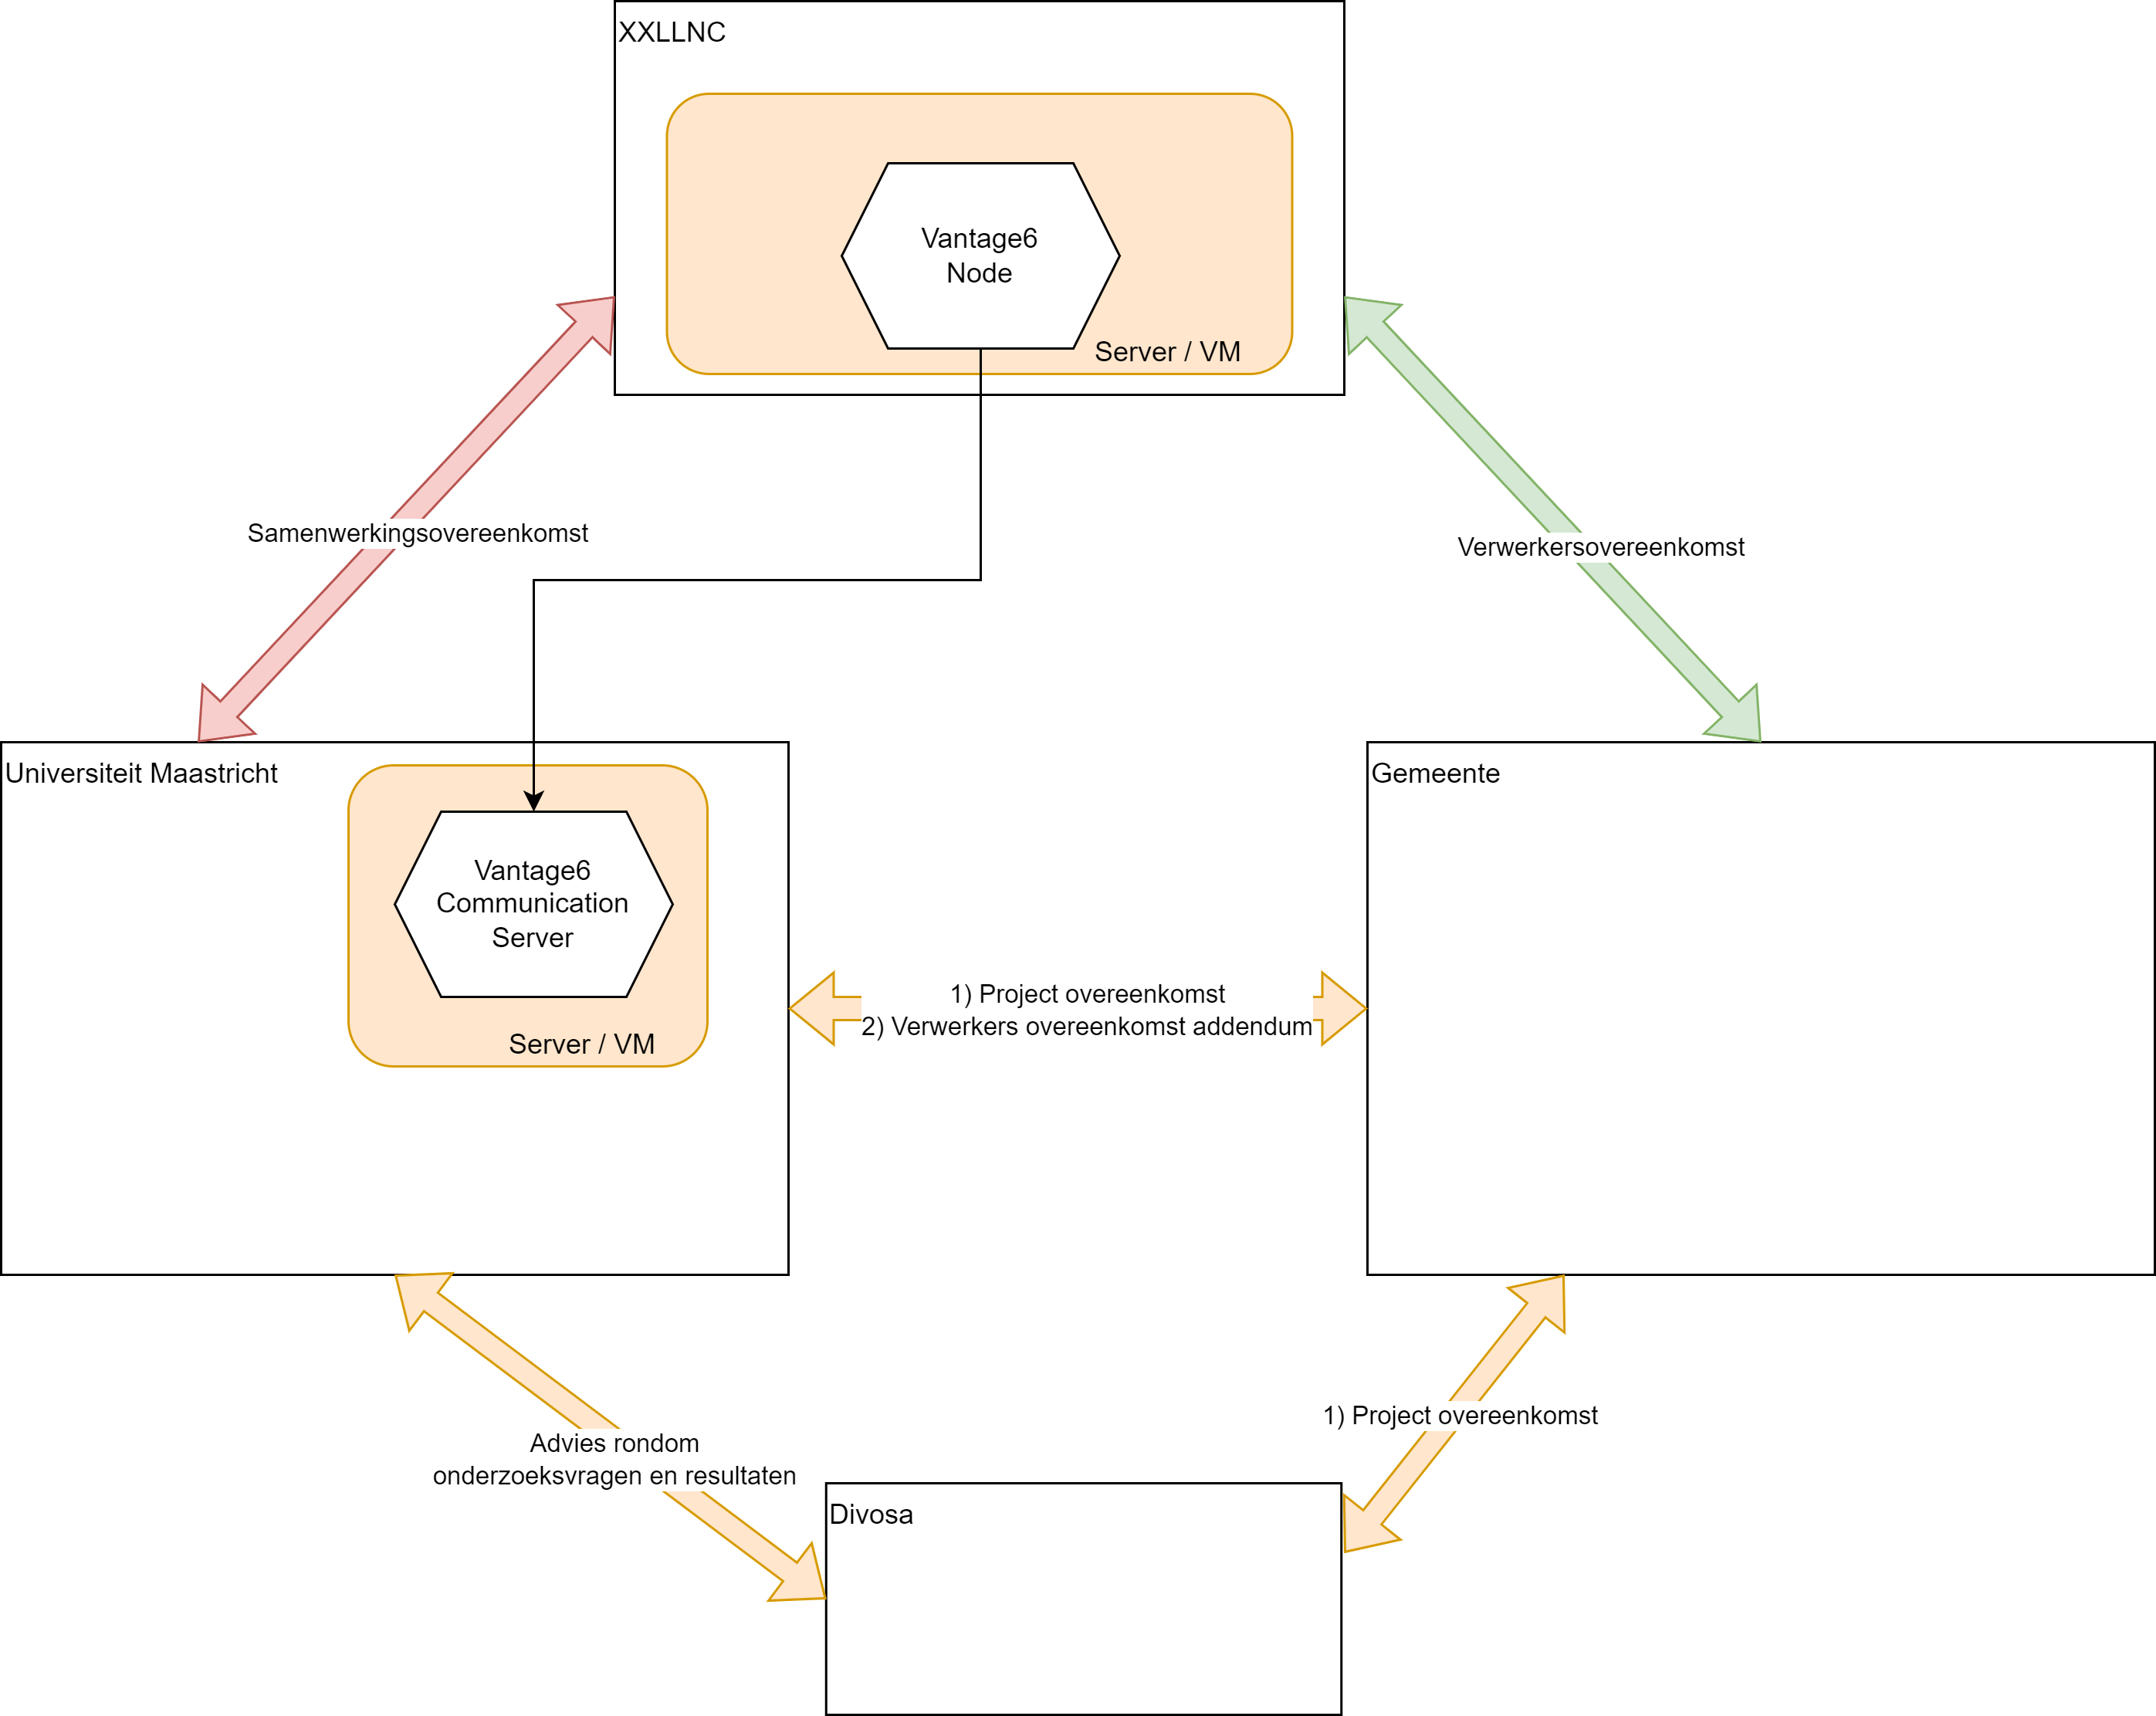 XXLLNC
Vantage6
Node
Server / VM
Samenwerkingsovereenkomst
Verwerkersovereenkomst
Universiteit Maastricht
Gemeente
Vantage6
Communication
Server
Server / VM
1) Project overeenkomst
2) Verwerkers overeenkomst addendum
1) Project overeenkomst
Advies rondom
onderzoeksvragen en resultaten
Divosa